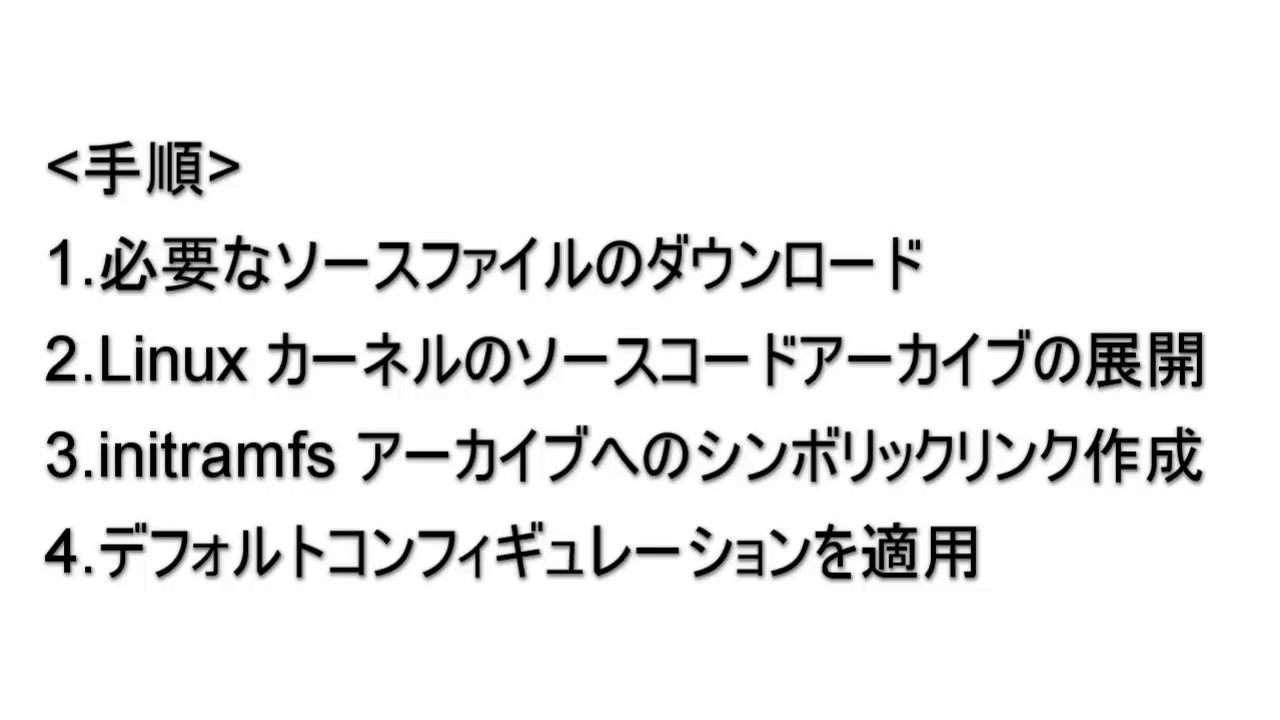 <手順>
1.必要なソースファイルのダウンロード
2.Linux カーネルのソースコードアーカイブの展開
3.initramfs アーカイブへのシンボリックリンク作成
4.デフォルトコンフィギュレーションを適用